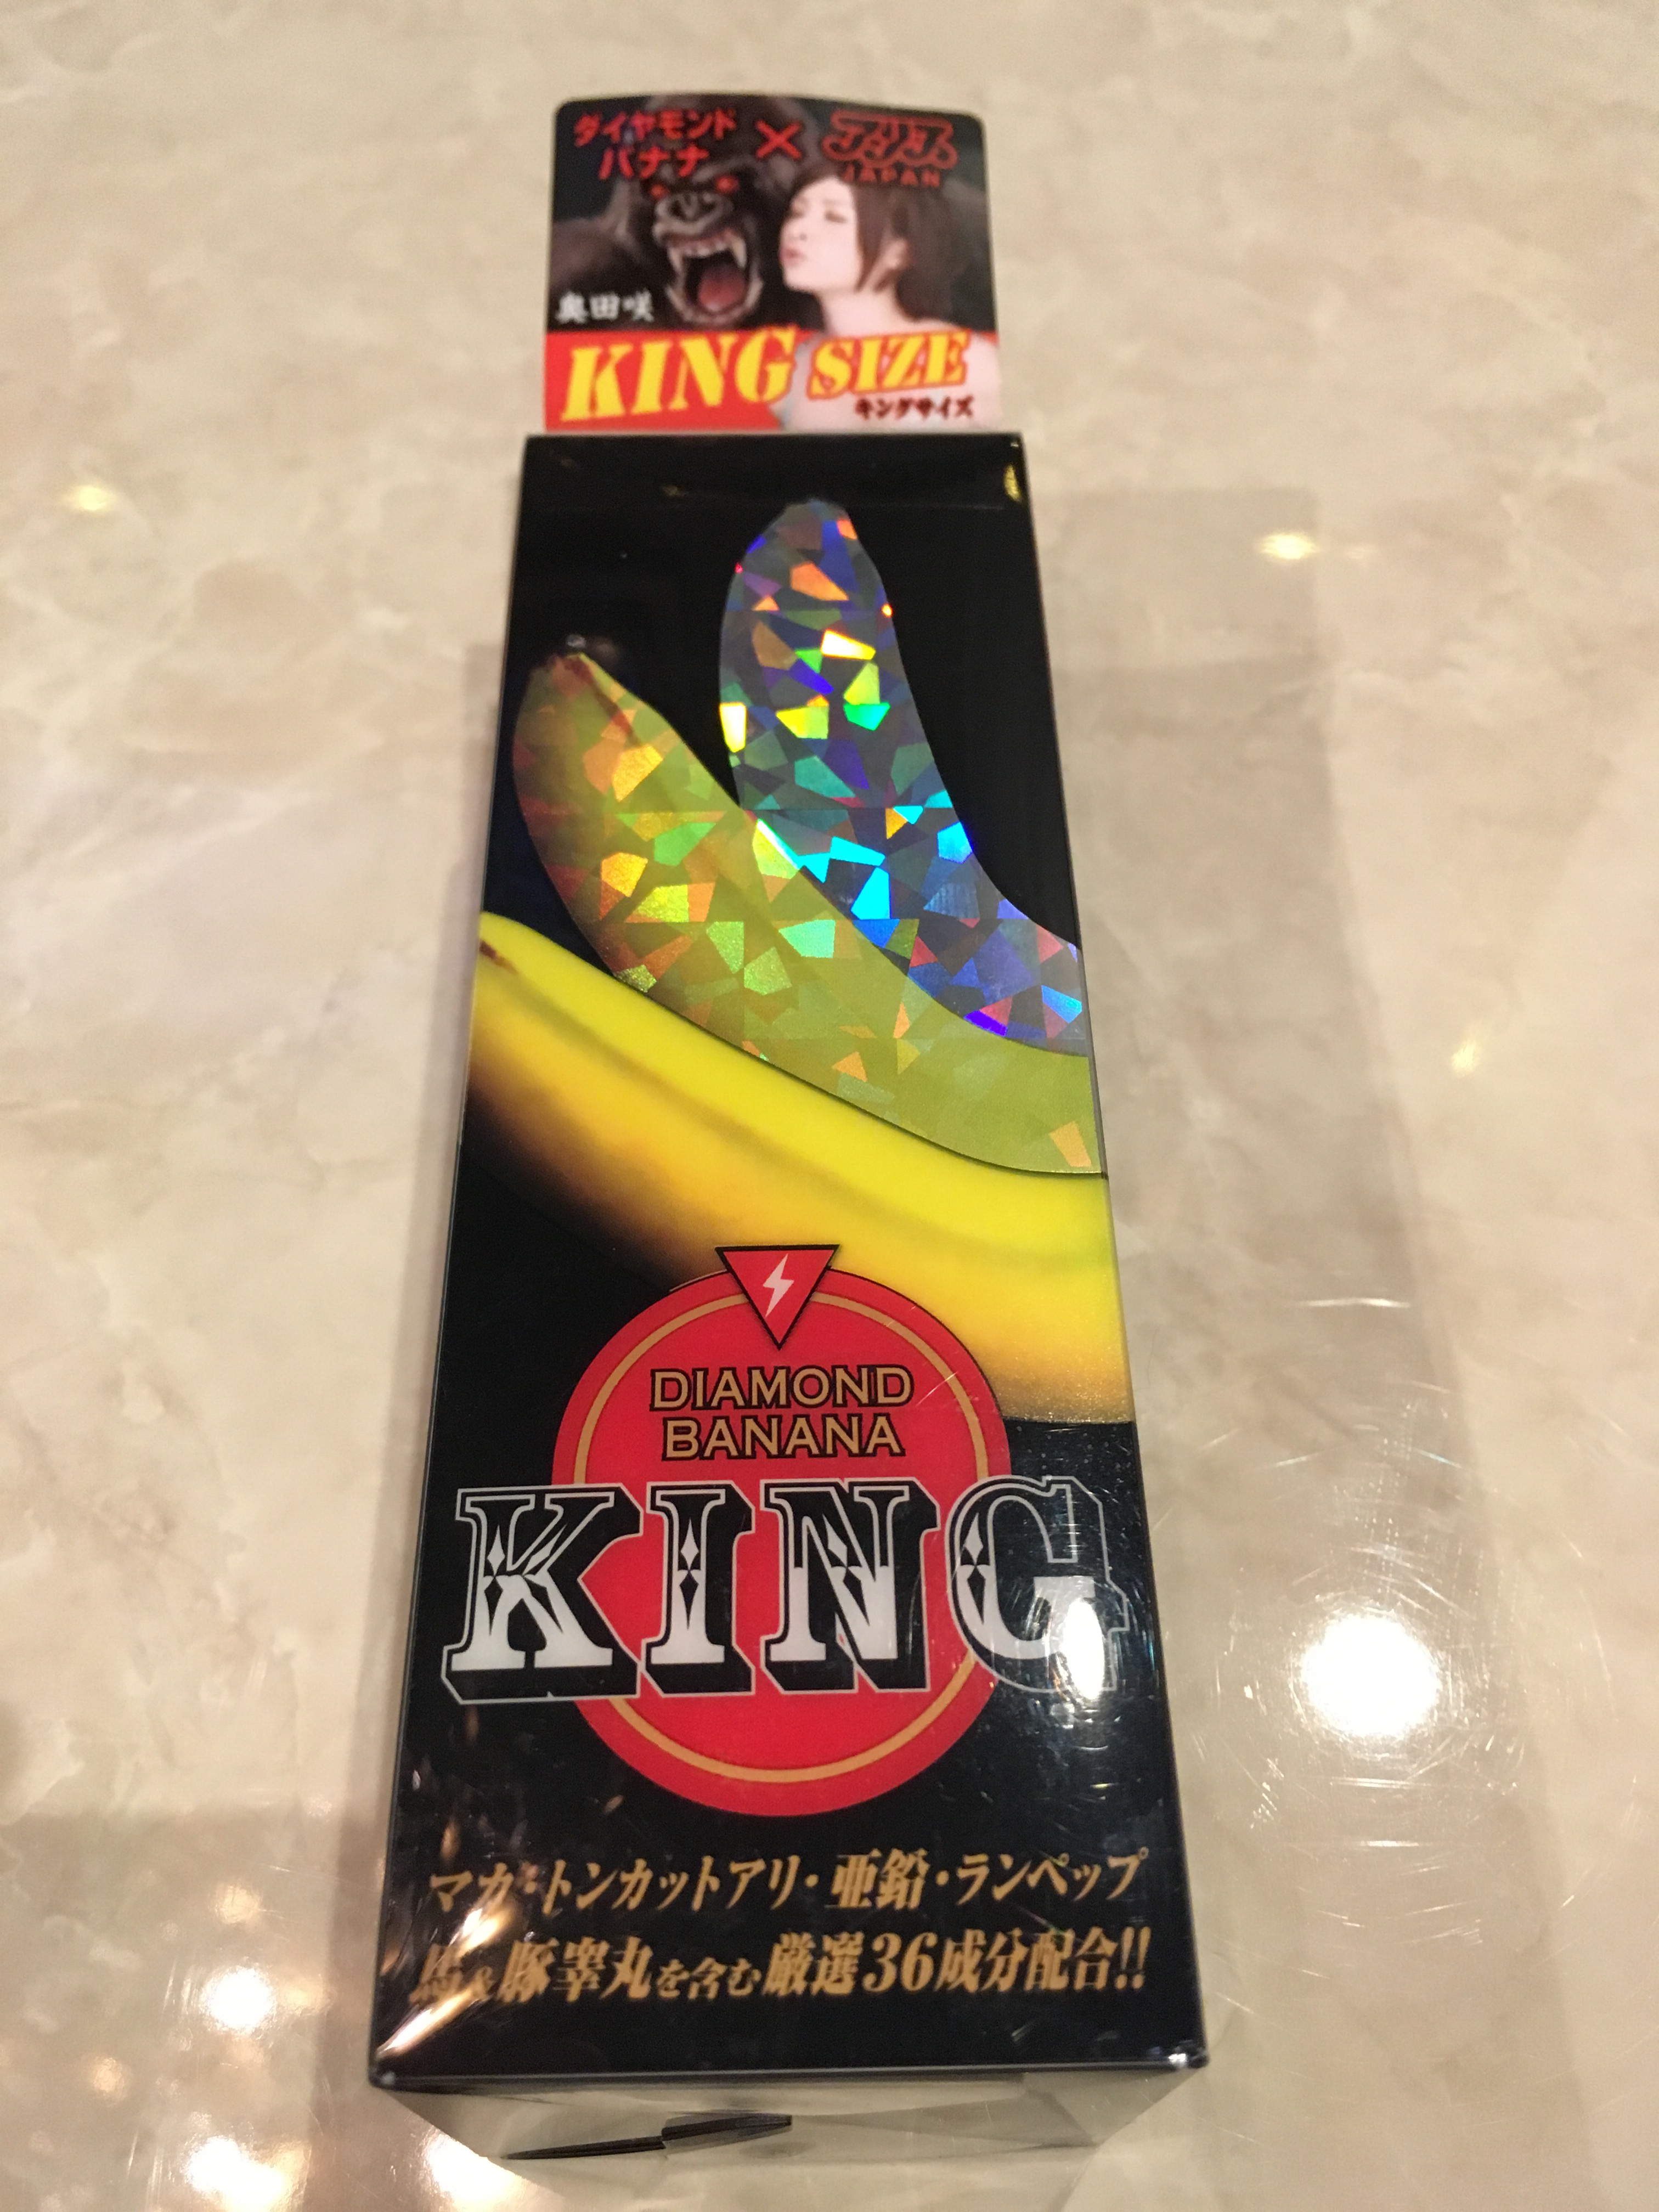 ダイヤモンド
バナナ
×
JAPAN
奥田咲
KING SIZE
キングサイズ
DIAMOND
BANANA
KING
マカ・トンカットアリ・亜鉛・ランペップ
馬&豚睾丸を含む厳選36成分配合!!